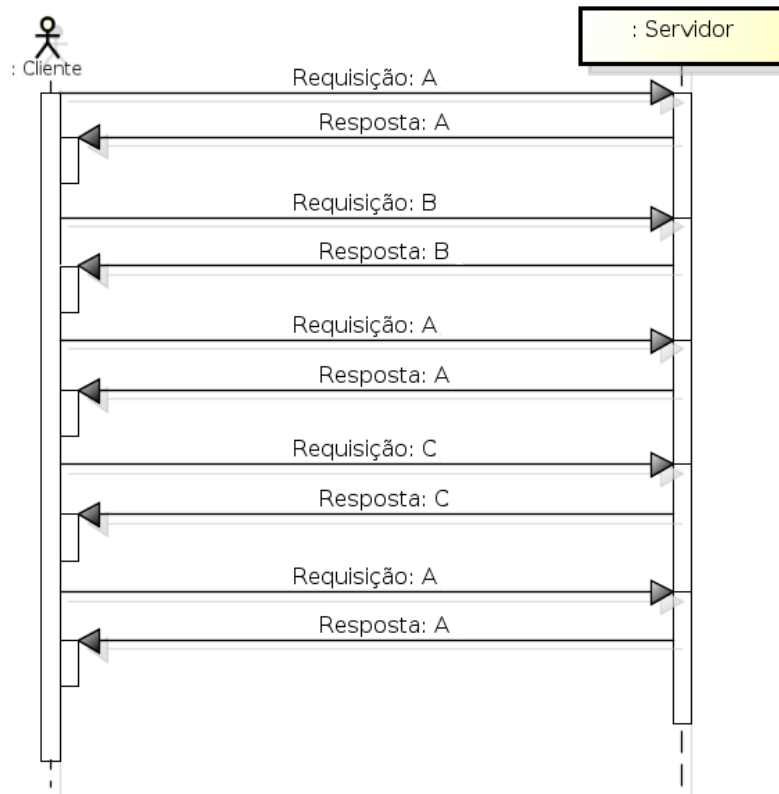 : Cliente
: Servidor
Requisição: A
Resposta: A
Requisição: B
Resposta: B
Requisição: A
Resposta: A
Requisição: C
Resposta: C
Requisição: A
Resposta: A